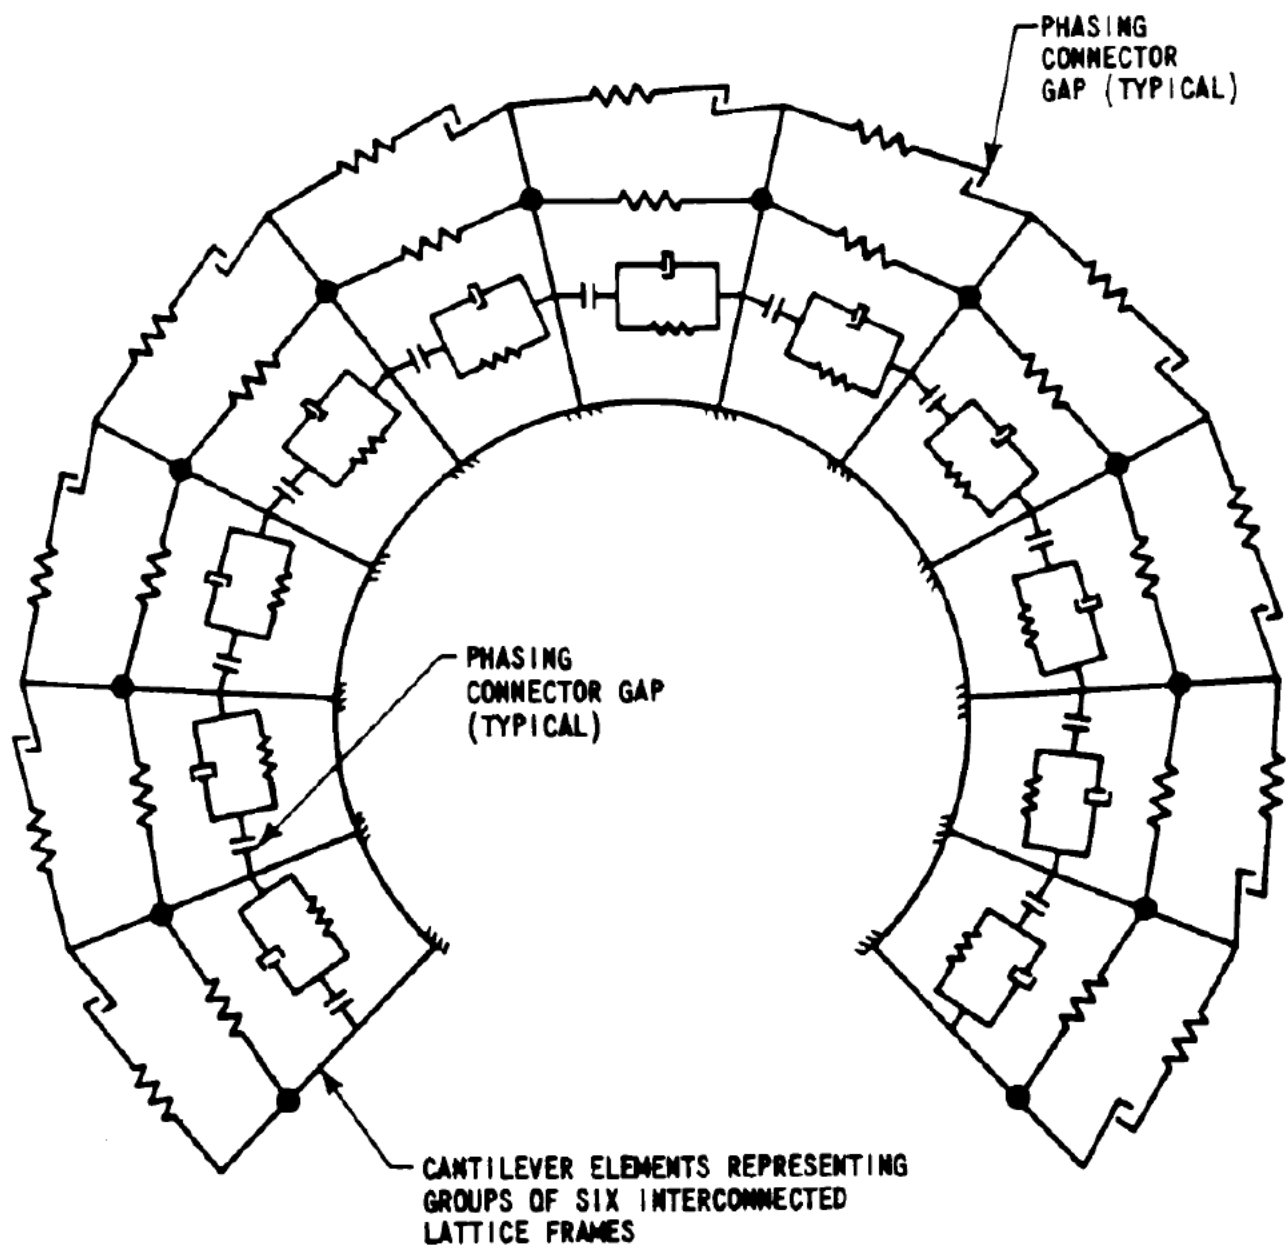 PHASING
CONNECTOR
GAP (TYPICAL)
PHASING
CONNECTOR GAP
(TYPICAL)
CANTILEVER ELEMENTS REPRESENTING
GROUPS OF SIX INTERCONNECTED
LATTICE FRAMES